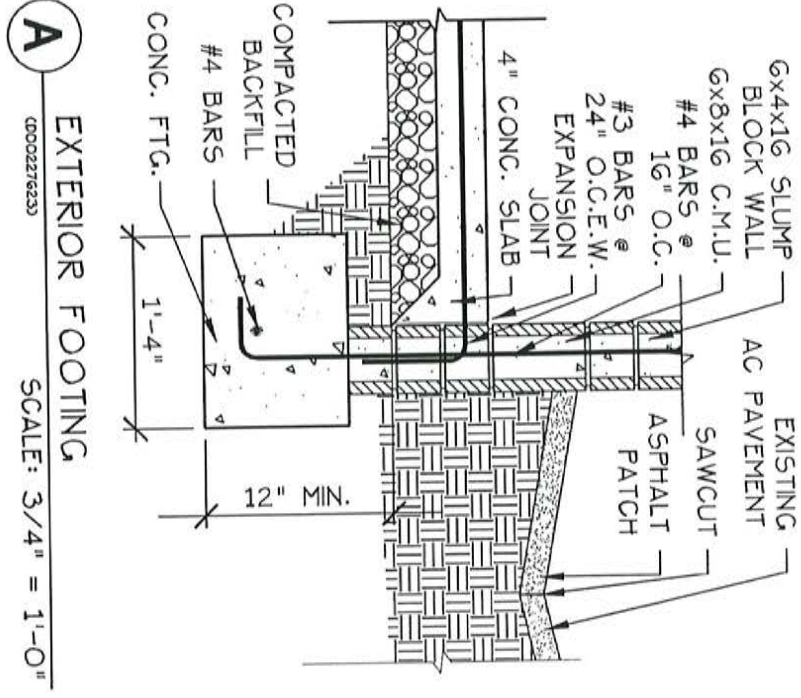 6x4x16 SLUMP
BLOCK WALL
6x8x16 C.M.U.
#4 BARS @
16" O.C.
#3 BARS @
24" O.C.E.W.
EXPANSION
JOINT
4" CONC. SLAB
EXISTING
AC PAVEMENT
SAWCUT
ASPHALT
PATCH
COMPACTED
BACKFILL
#4 BARS
CONC. FTG.
1'-4"
12" MIN.
A
EXTERIOR FOOTING
(DD022762S)
SCALE: 3/4" = 1'-0"